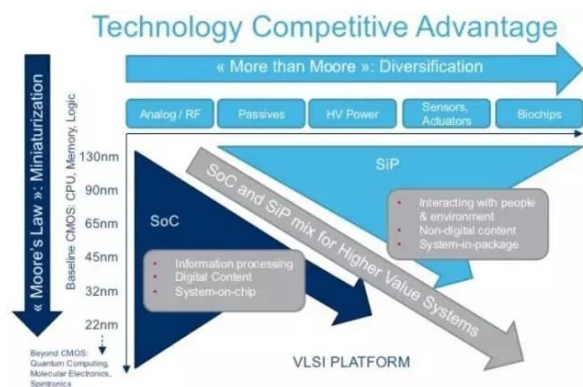 Technology Competitive Advantage
« More than Moore »: Diversification
Analog / RF
Passives
HV Power
Sensors,
Actuators
Biochips
« Moore's Law »: Miniaturization
Baseline CMOS: CPU, Memory, Logic
130nm
90nm
65nm
45nm
32nm
22nm
Beyond CMOS:
Quantum Computing,
Molecular Electronics,
Spintronics
SoC
Information processing
Digital Content
System-on-chip
SoC and SiP mix for Higher Value Systems
SiP
Interacting with people
& environment
Non-digital content
System-in-package
VLSI PLATFORM